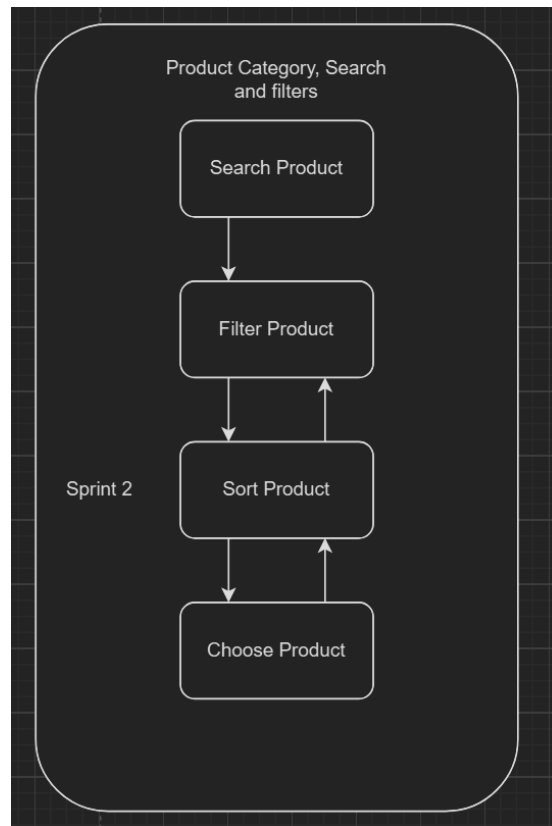 Product Category, Search
and filters
Search Product
Filter Product
Sprint 2
Sort Product
Choose Product